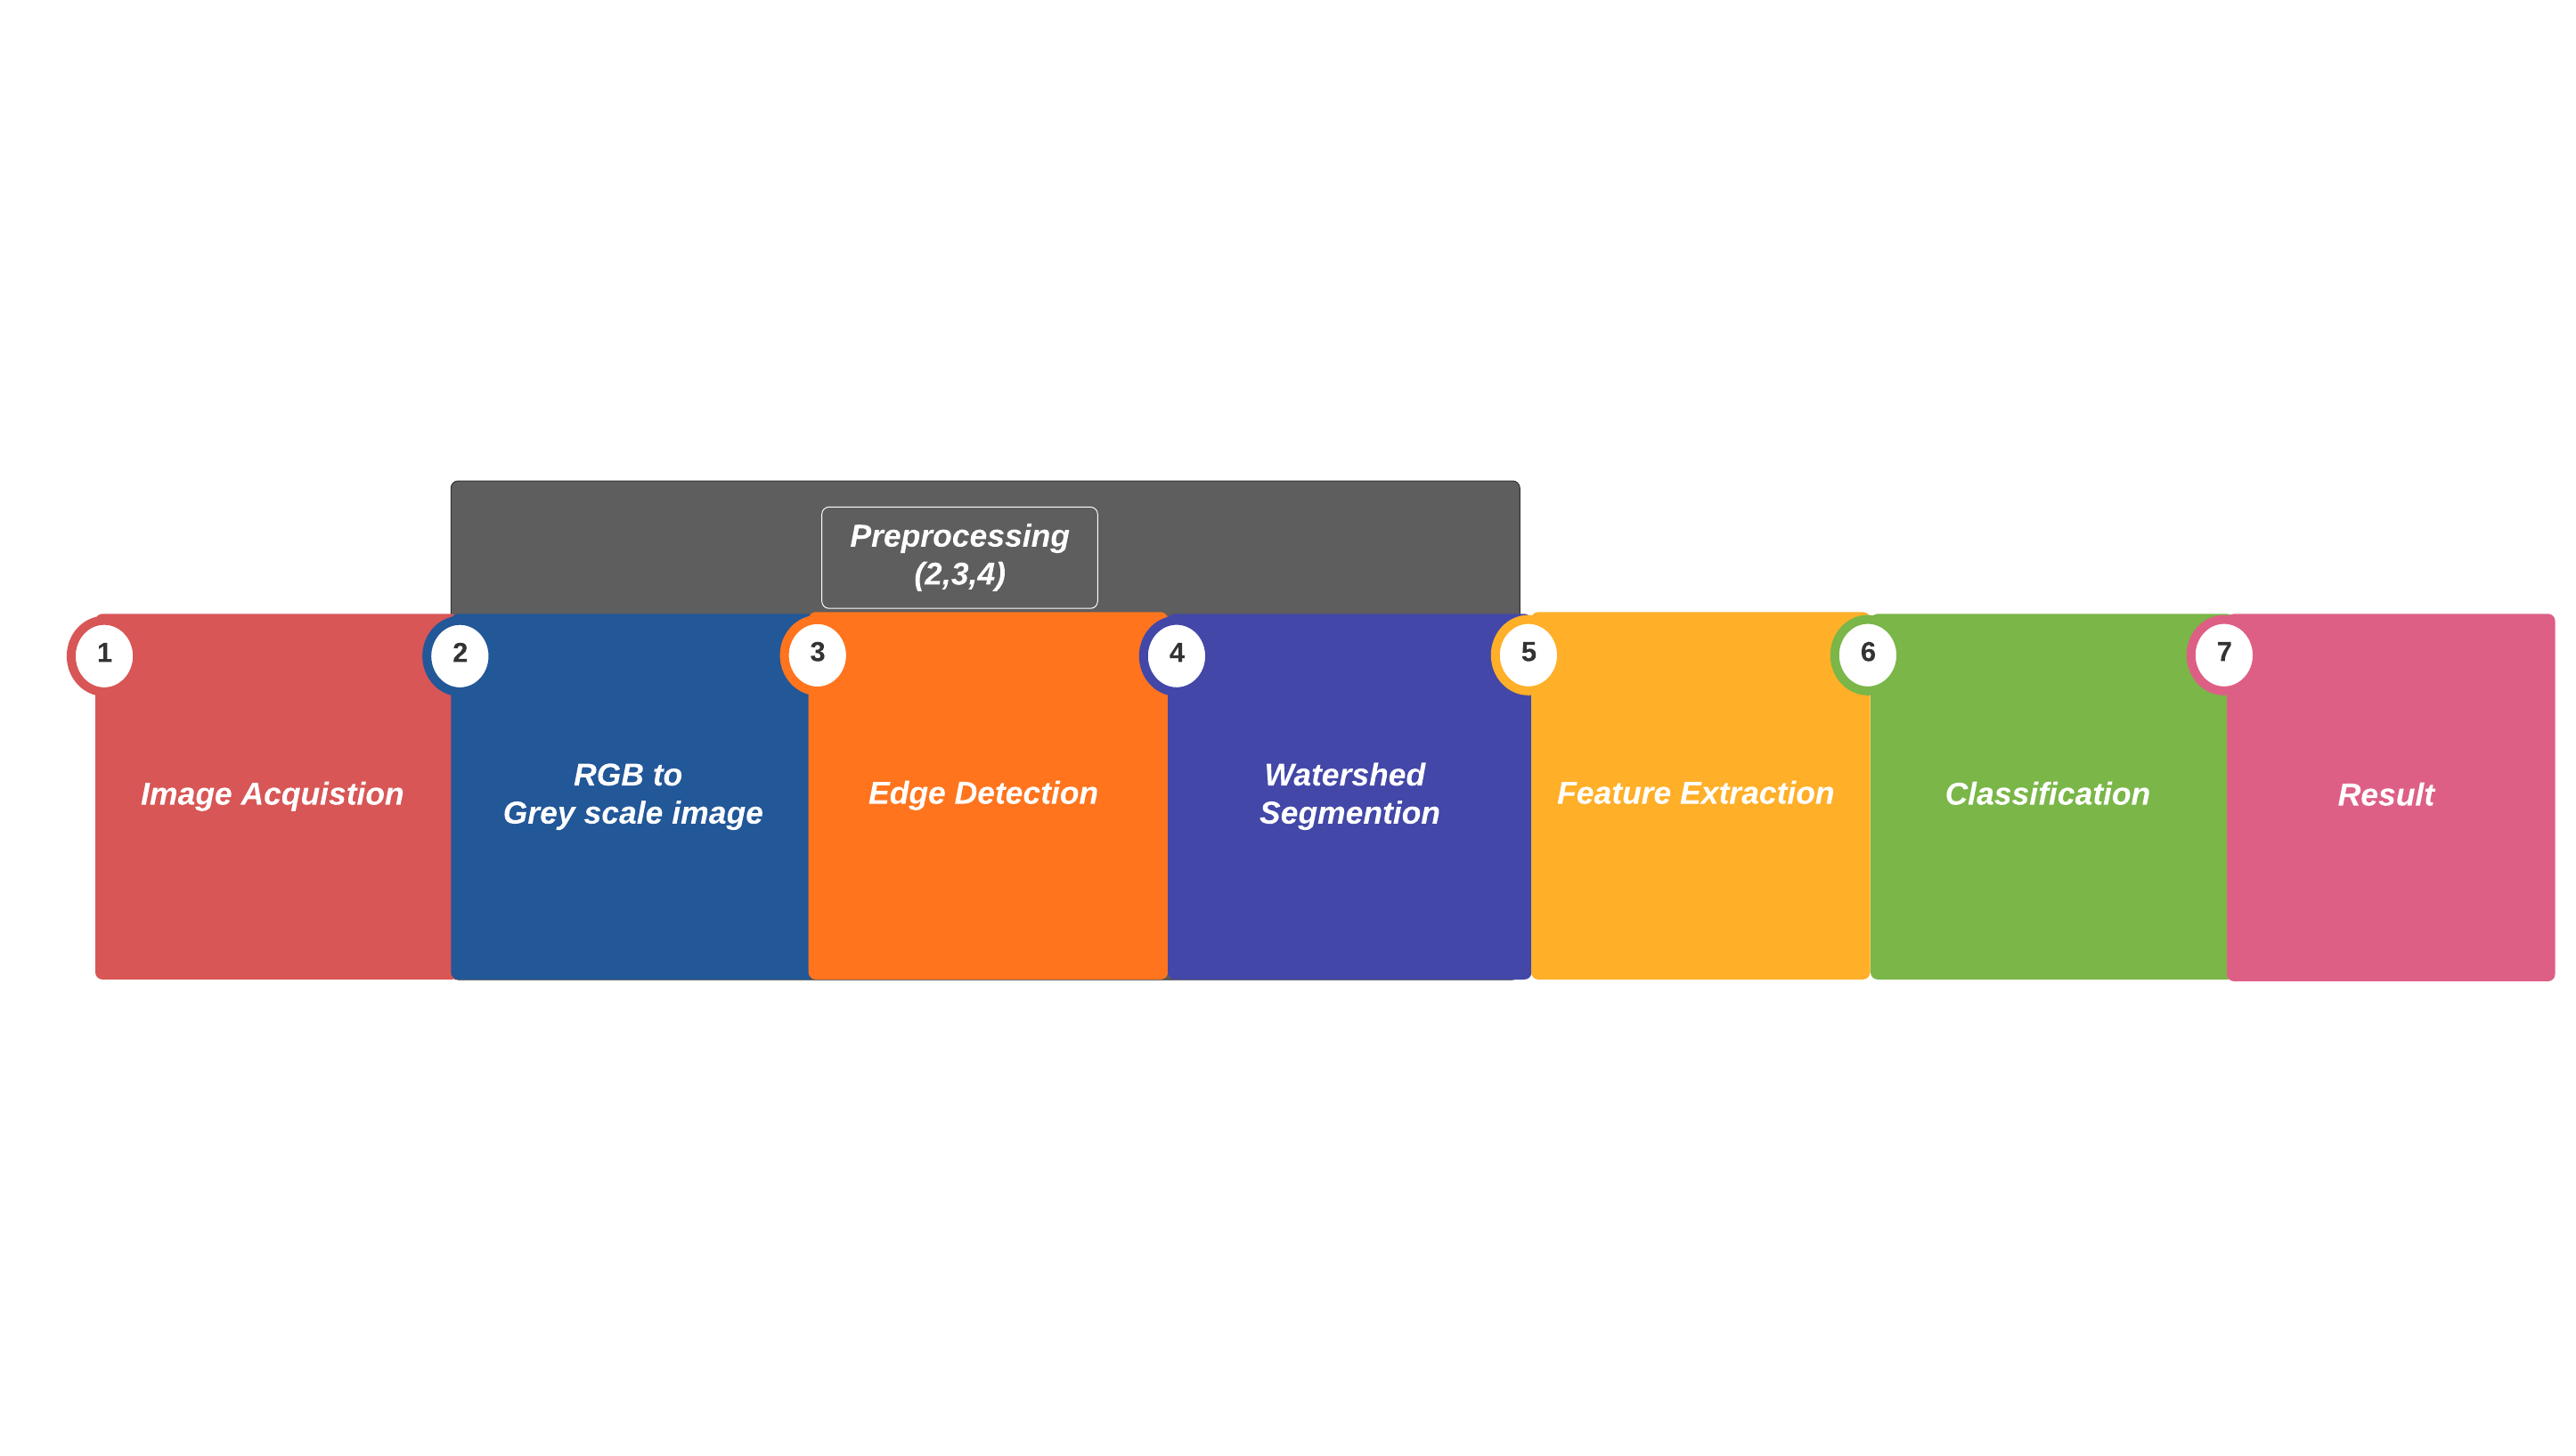 Preprocessing
(2,3,4)
1
2
3
4
5
6
7
Image Acquistion
RGB to
Grey scale image
Edge Detection
Watershed
Segmention
Feature Extraction
Classification
Result